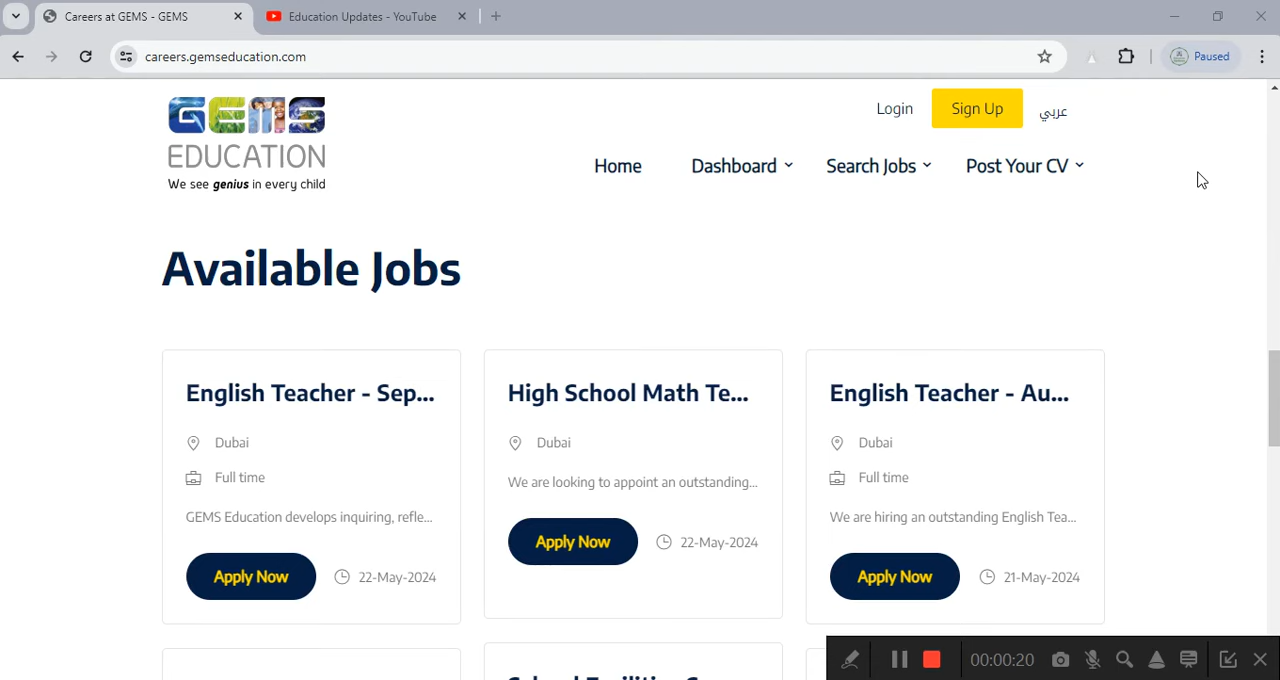 Careers at GEMS - GEMS
Education Updates - YouTube
careers.gemseducation.com
Paused
GEMS
EDUCATION
We see genius in every child
Login
Sign Up
عربي
Home
Dashboard
Search Jobs
Post Your CV
Available Jobs
English Teacher - Sep...
Dubai
Full time
GEMS Education develops inquiring, refle...
Apply Now
22-May-2024
High School Math Te...
Dubai
We are looking to appoint an outstanding...
Apply Now
22-May-2024
English Teacher - Au...
Dubai
Full time
We are hiring an outstanding English Tea...
Apply Now
21-May-2024
00:00:20